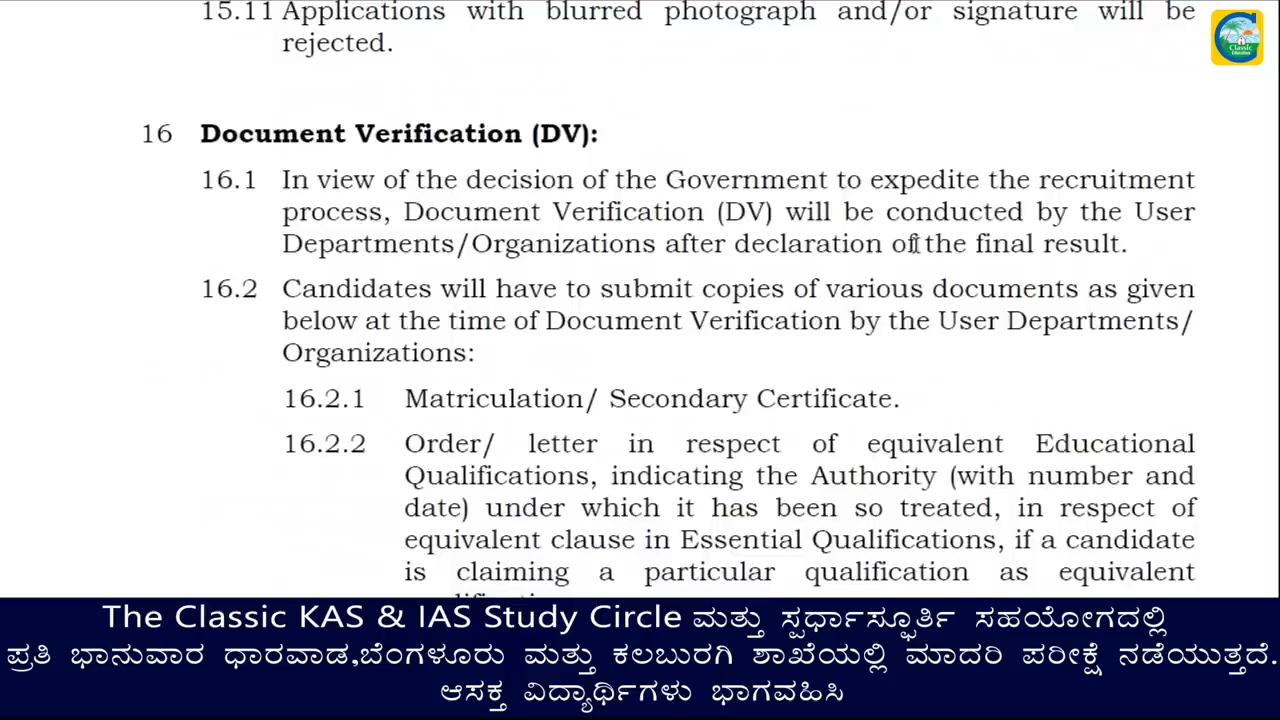 15.11 Applications with blurred photograph and/or signature will be
rejected.
Classic
Education
16 Document Verification (DV):
16.1 In view of the decision of the Government to expedite the recruitment
process, Document Verification (DV) will be conducted by the User
Departments/Organizations after declaration of the final result.
16.2 Candidates will have to submit copies of various documents as given
below at the time of Document Verification by the User Departments/
Organizations:
16.2.1 Matriculation/ Secondary Certificate.
16.2.2 Order/ letter in respect of equivalent Educational
Qualifications, indicating the Authority (with number and
date) under which it has been so treated, in respect of
equivalent clause in Essential Qualifications, if a candidate
is claiming a particular qualification as equivalent
The Classic KAS & IAS Study Circle ಮತ್ತು ಸ್ಪರ್ಧಾಸ್ಫೂರ್ತಿ ಸಹಯೋಗದಲ್ಲಿ
ಪ್ರತಿ ಭಾನುವಾರ ಧಾರವಾಡ,ಬೆಂಗಳೂರು ಮತ್ತು ಕಲಬುರಗಿ ಶಾಖೆಯಲ್ಲಿ ಮಾದರಿ ಪರೀಕ್ಷೆ ನಡೆಯುತ್ತದೆ.
ಆಸಕ್ತ ವಿದ್ಯಾರ್ಥಿಗಳು ಭಾಗವಹಿಸಿ